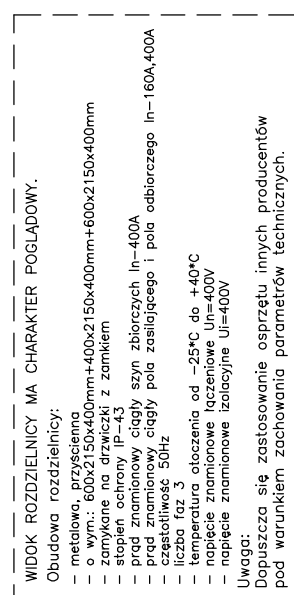 WIDOK ROZDZIELNICY MA CHARAKTER POGLĄDOWY.
Obudowa rozdzielnicy:
- metalowa, przyscienna
- o wym.: 600x2150x400mm+400x2150x400mm+600x2150x400mm
- zamykane na drzwiczki z zamkiem
- stopień ochrony IP-43
- prąd znamionowy ciągły szyn zbiorczych In-400A
- prąd znamionowy ciągły pola zasilającego i pola odbiorczego In-160A,400A
- częstotliwość 50Hz
- liczba faz 3
- temperatura otoczenia od -25*C do +40*C
- napięcie znamionowe łączeniowe Un=400V
- napięcie znamionowe izolacyjne Ui=400V
Uwaga:
Dopuszcza się zastosowanie osprzętu innych producentów
pod warunkiem zachowania parametrów technicznych.